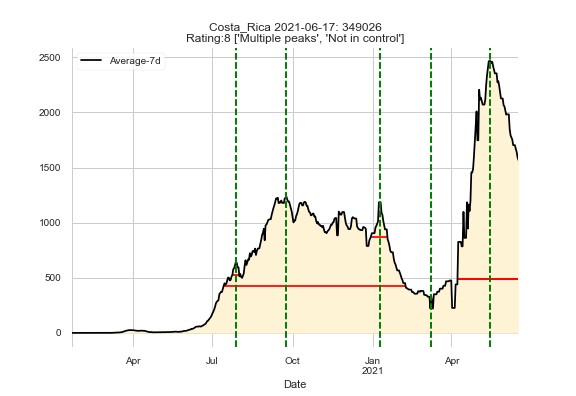 Costa_Rica 2021-06-17: 349026
Rating:8 ['Multiple peaks', 'Not in control']
Average-7d
2500
2000
1500
1000
500
0
Apr
Jul
Oct
Jan
2021
Apr
Date